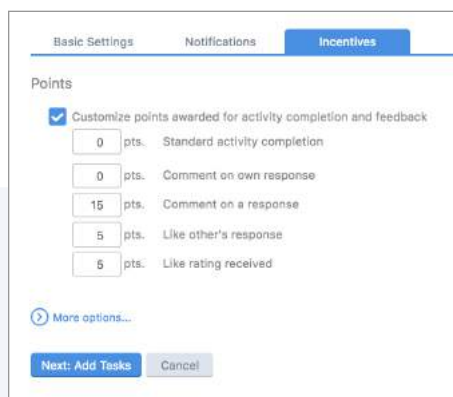 Basic Settings Notifications Incentives
Points
Customize points awarded for activity completion and feedback
0 pts. Standard activity completion
0 pts. Comment on own response
15 pts. Comment on a response
5 pts. Like other's response
5 pts. Like rating received
More options...
Next: Add Tasks Cancel